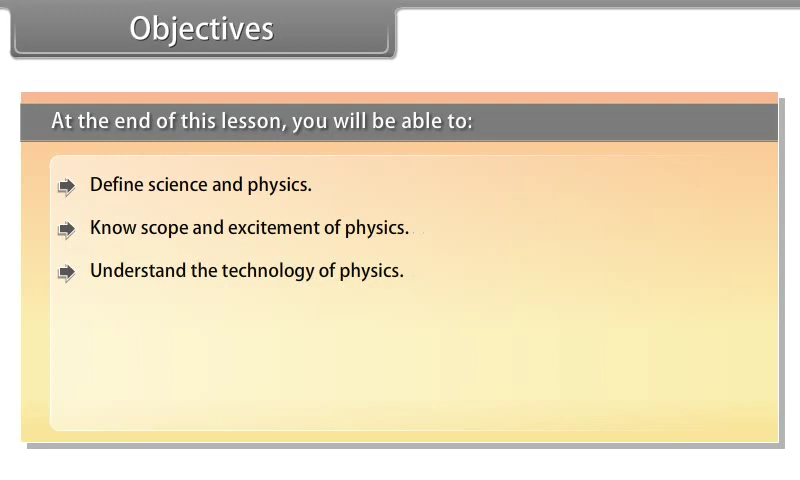 Objectives
At the end of this lesson, you will be able to:
Define science and physics.
Know scope and excitement of physics.
Understand the technology of physics.